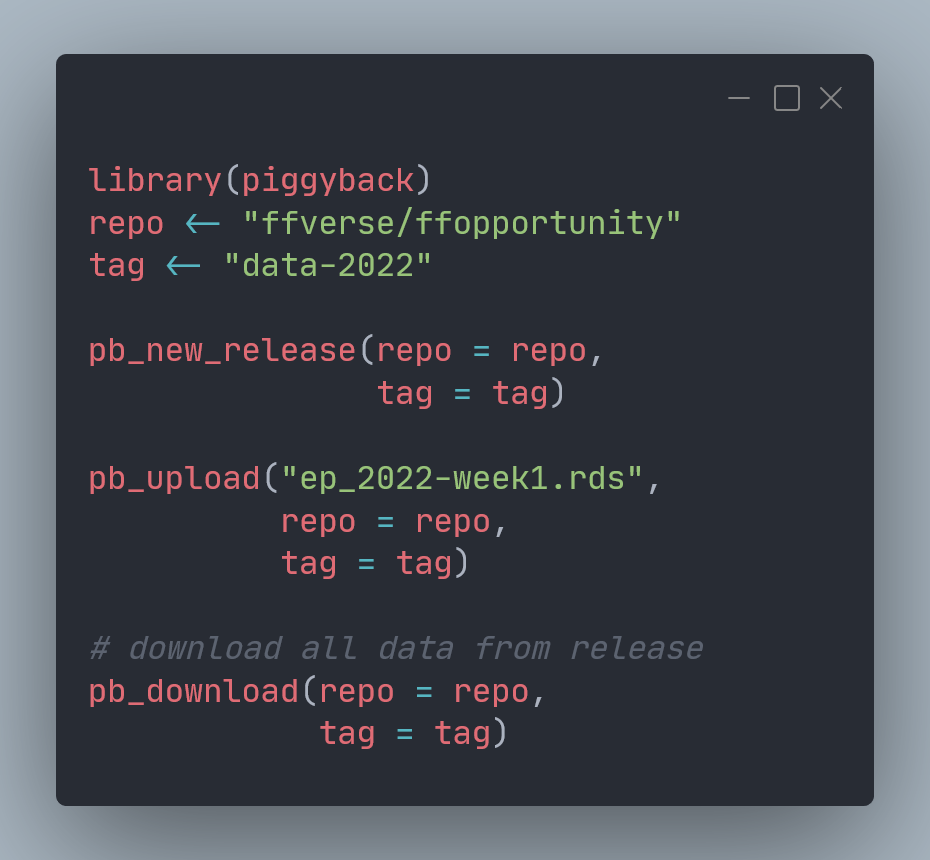 library(piggyback)
repo <- "ffverse/ffopportunity"
tag <- "data-2022"

pb_new_release(repo = repo,
               tag = tag)

pb_upload("ep_2022-week1.rds",
          repo = repo,
          tag = tag)

# download all data from release
pb_download(repo = repo,
            tag = tag)